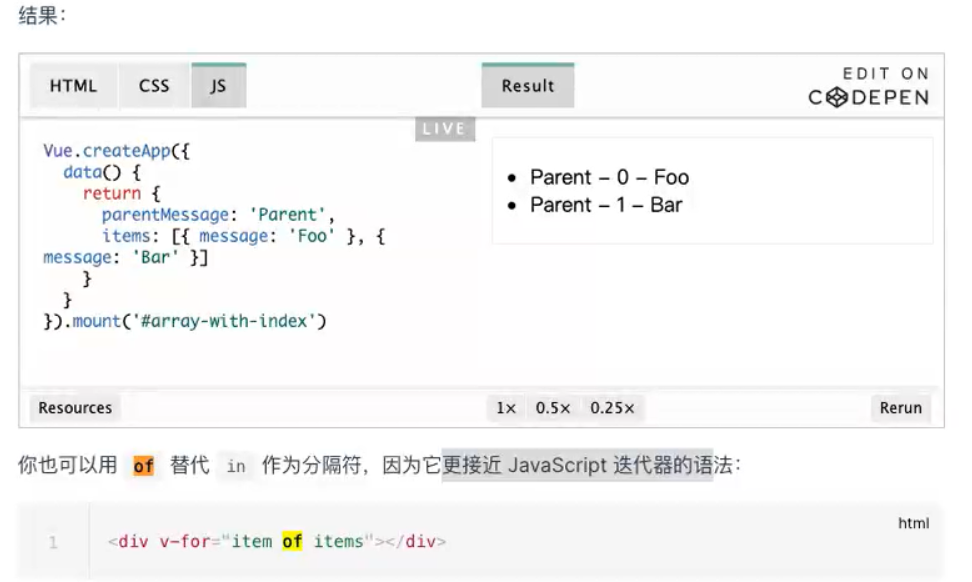 结果：
HTML CSS JS Result EDIT ON
CODEPEN
LIVE
Vue.createApp({
data() {
return {
parentMessage: 'Parent',
items: [{ message: 'Foo' }, {
message: 'Bar' }]
}
}
}).mount('#array-with-index')
Parent – 0 – Foo
Parent – 1 – Bar
Resources 1× 0.5× 0.25× Rerun
你也可以用 of 替代 in 作为分隔符，因为它更接近 JavaScript 迭代器的语法：
html
1 <div v-for="item of items"></div>